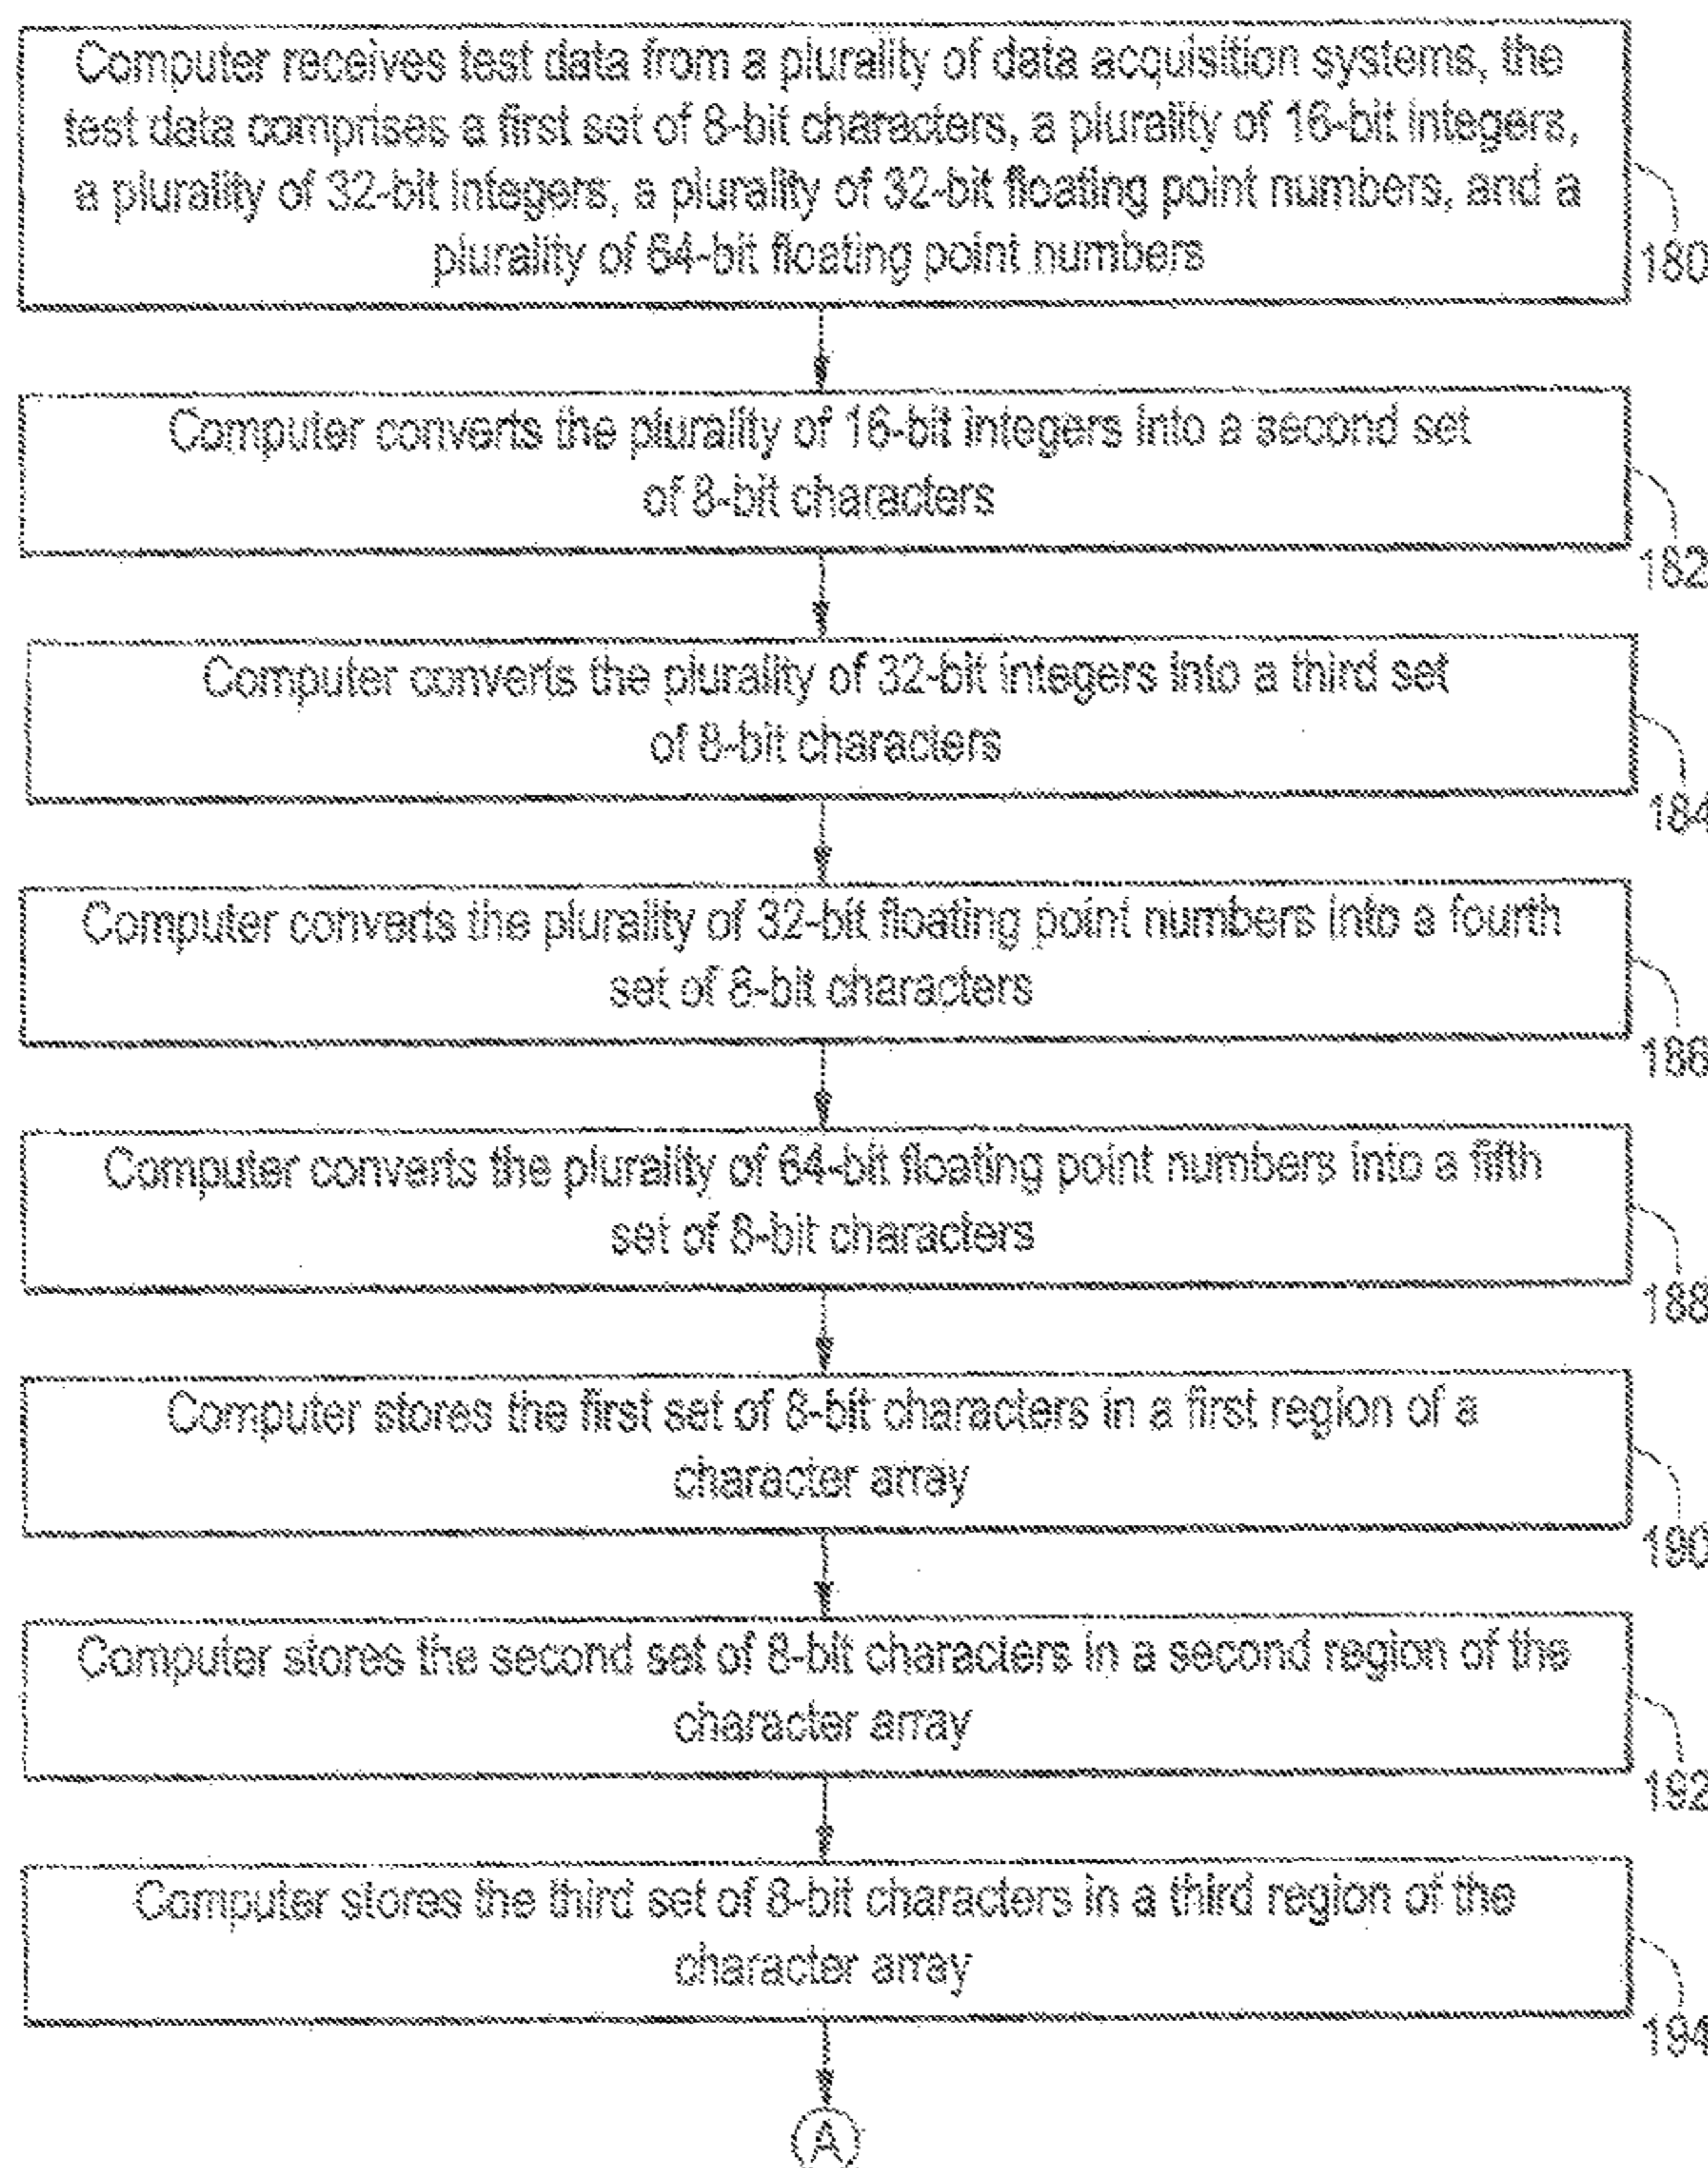 Computer receives test data from a plurality of data acquisition systems, the
test data comprises a first set of 8-bit characters, a plurality of 16-bit integers,
a plurality of 32-bit integers, a plurality of 32-bit floating point numbers, and a
plurality of 64-bit floating point numbers
180
Computer converts the plurality of 16-bit integers into a second set
of 8-bit characters
182
Computer converts the plurality of 32-bit integers into a third set
of 8-bit characters
184
Computer converts the plurality of 32-bit floating point numbers into a fourth
set of 8-bit characters
186
Computer converts the plurality of 64-bit floating point numbers into a fifth
set of 8-bit characters
188
Computer stores the first set of 8-bit characters in a first region of a
character array
190
Computer stores the second set of 8-bit characters in a second region of the
character array
192
Computer stores the third set of 8-bit characters in a third region of the
character array
194
A